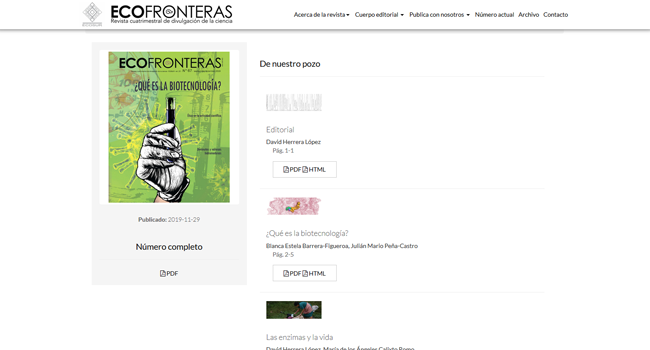 ECOFRONTERAS
Revista cuatrimestral de divulgación de la ciencia
Acerca de la revista
Cuerpo editorial
Publica con nosotros
Número actual
Archivo
Contacto
ECOFRONTERAS
¿QUÉ ES LA BIOTECNOLOGÍA?
Publicado: 2019-11-29
Número completo
PDF
De nuestro pozo
Editorial
David Herrera López
Pág. 1-1
PDF HTML
¿Qué es la biotecnología?
Blanca Estela Barrera-Figueroa, Julián Mario Peña-Castro
Pág. 2-5
PDF HTML
Las enzimas y la vida
David Herrera López, María de los Ángeles Calixto Romo